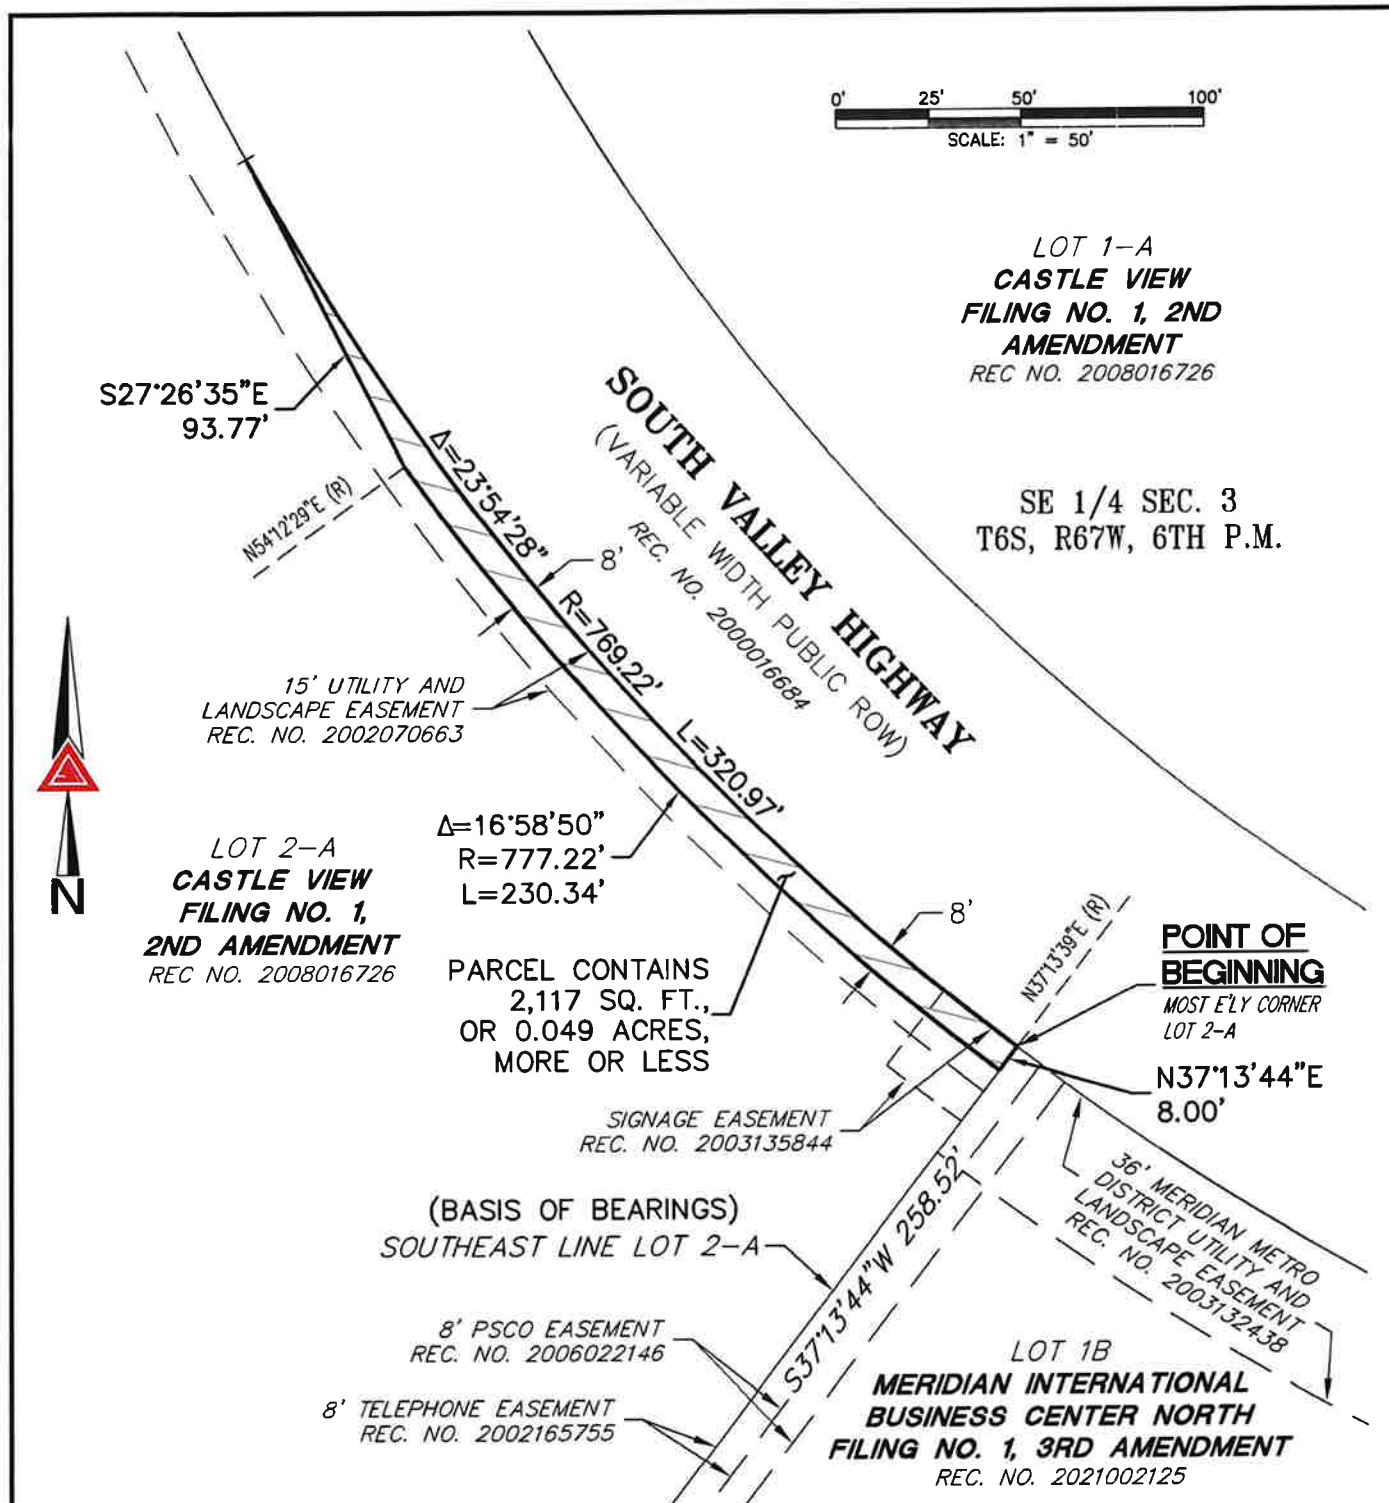 0' 25' 50' 100'
SCALE: 1" = 50'
LOT 1-A
CASTLE VIEW
FILING NO. 1, 2ND
AMENDMENT
REC NO. 2008016726
SE 1/4 SEC. 3
T6S, R67W, 6TH P.M.
SOUTH VALLEY HIGHWAY
(VARIABLE WIDTH PUBLIC ROW)
REC. NO. 2000016684
S27°26'35"E
93.77'
N54°12'29"E (R)
Δ=23°54'28"
R=769.22'
L=320.97'
8'
15' UTILITY AND
LANDSCAPE EASEMENT
REC. NO. 2002070663
Δ=16°58'50"
R=777.22'
L=230.34'
N
LOT 2-A
CASTLE VIEW
FILING NO. 1,
2ND AMENDMENT
REC NO. 2008016726
8'
PARCEL CONTAINS
2,117 SQ. FT.,
OR 0.049 ACRES,
MORE OR LESS
N37°13'39"E (R)
POINT OF
BEGINNING
MOST E'LY CORNER
LOT 2-A
N37°13'44"E
8.00'
SIGNAGE EASEMENT
REC. NO. 2003135844
(BASIS OF BEARINGS)
SOUTHEAST LINE LOT 2-A
S37°13'44"W 258.52'
36' MERIDIAN METRO
DISTRICT UTILITY AND
LANDSCAPE EASEMENT
REC. NO. 2003132438
8' PSCO EASEMENT
REC. NO. 2006022146
8' TELEPHONE EASEMENT
REC. NO. 2002165755
LOT 1B
MERIDIAN INTERNATIONAL
BUSINESS CENTER NORTH
FILING NO. 1, 3RD AMENDMENT
REC. NO. 2021002125